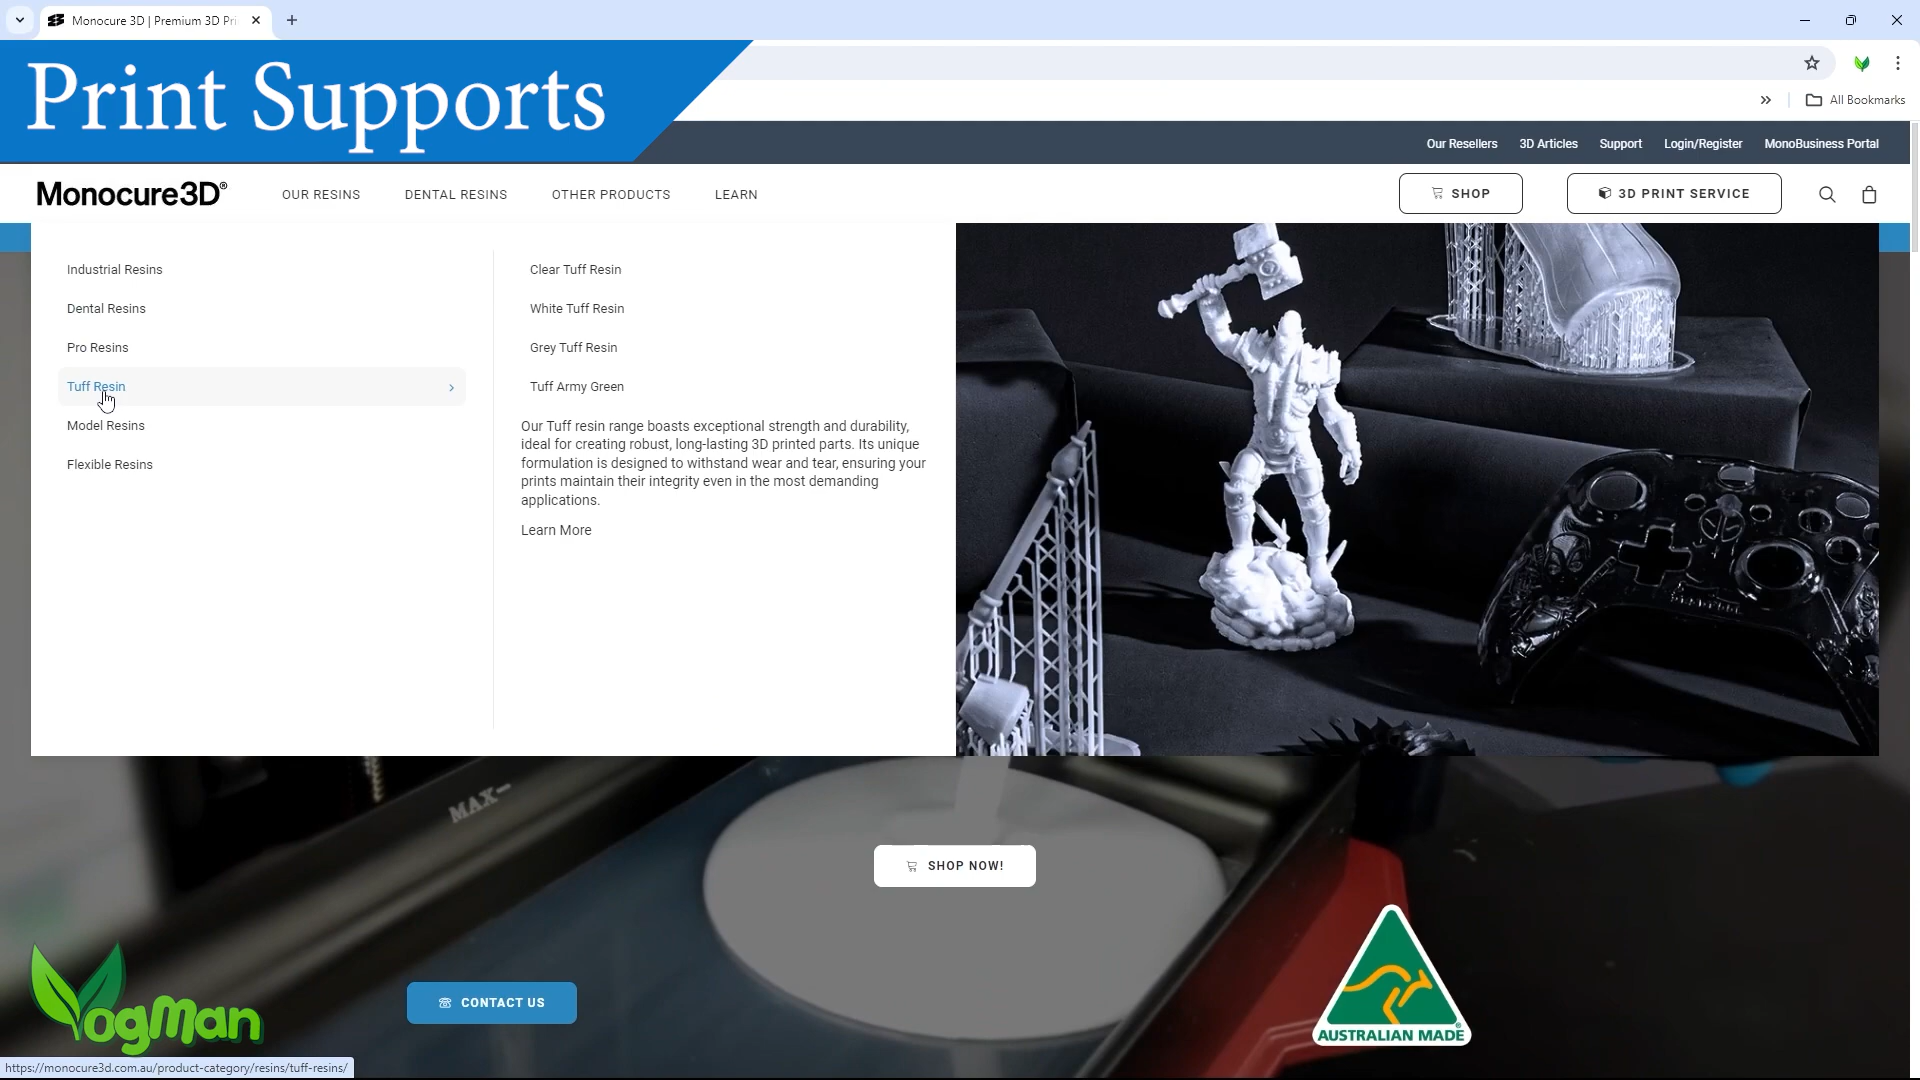 Monocure 3D | Premium 3D Pri
Print Supports
All Bookmarks
Our Resellers
3D Articles
Support
Login/Register
MonoBusiness Portal
Monocure3D®
OUR RESINS
DENTAL RESINS
OTHER PRODUCTS
LEARN
SHOP
3D PRINT SERVICE
Industrial Resins
Dental Resins
Pro Resins
Tuff Resin
Model Resins
Flexible Resins
Clear Tuff Resin
White Tuff Resin
Grey Tuff Resin
Tuff Army Green
Our Tuff resin range boasts exceptional strength and durability,
ideal for creating robust, long-lasting 3D printed parts. Its unique
formulation is designed to withstand wear and tear, ensuring your
prints maintain their integrity even in the most demanding
applications.
Learn More
MAX
SHOP NOW!
YogMan
CONTACT US
AUSTRALIAN MADE®
https://monocure3d.com.au/product-category/resins/tuff-resins/